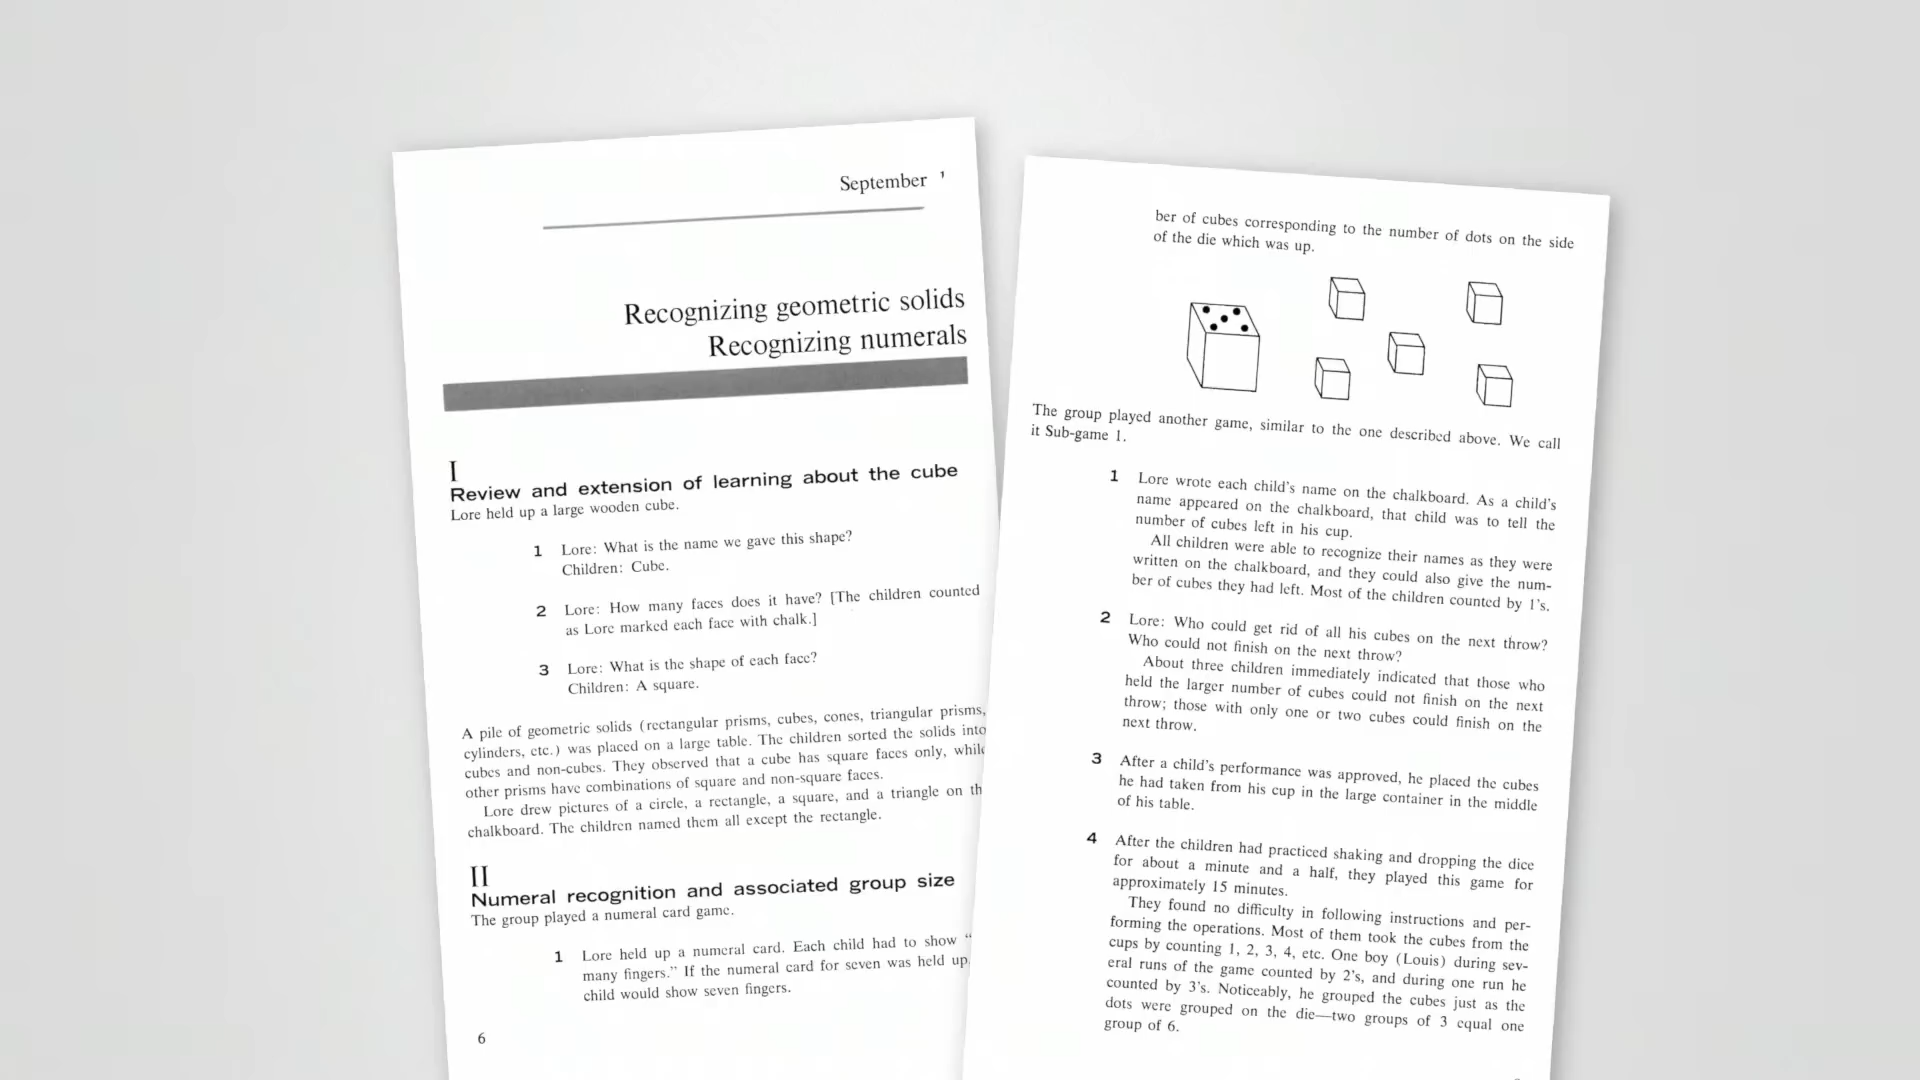 September 1
Recognizing geometric solids
Recognizing numerals
I
Review and extension of learning about the cube
Lore held up a large wooden cube.
1 Lore: What is the name we gave this shape?
Children: Cube.
2 Lore: How many faces does it have? [The children counted
as Lore marked each face with chalk.]
3 Lore: What is the shape of each face?
Children: A square.
A pile of geometric solids (rectangular prisms, cubes, cones, triangular prisms,
cylinders, etc.) was placed on a large table. The children sorted the solids into
cubes and non-cubes. They observed that a cube has square faces only, while
other prisms have combinations of square and non-square faces.
Lore drew pictures of a circle, a rectangle, a square, and a triangle on th
chalkboard. The children named them all except the rectangle.
II
Numeral recognition and associated group size
The group played a numeral card game.
1 Lore held up a numeral card. Each child had to show “
many fingers.” If the numeral card for seven was held up,
child would show seven fingers.
6
ber of cubes corresponding to the number of dots on the side
of the die which was up.
The group played another game, similar to the one described above. We call
it Sub-game 1.
1 Lore wrote each child’s name on the chalkboard. As a child’s
name appeared on the chalkboard, that child was to tell the
number of cubes left in his cup.
All children were able to recognize their names as they were
written on the chalkboard, and they could also give the num-
ber of cubes they had left. Most of the children counted by 1’s.
2 Lore: Who could get rid of all his cubes on the next throw?
Who could not finish on the next throw?
About three children immediately indicated that those who
held the larger number of cubes could not finish on the next
throw; those with only one or two cubes could finish on the
next throw.
3 After a child’s performance was approved, he placed the cubes
he had taken from his cup in the large container in the middle
of his table.
4 After the children had practiced shaking and dropping the dice
for about a minute and a half, they played this game for
approximately 15 minutes.
They found no difficulty in following instructions and per-
forming the operations. Most of them took the cubes from the
cups by counting 1, 2, 3, 4, etc. One boy (Louis) during sev-
eral runs of the game counted by 2’s, and during one run he
counted by 3’s. Noticeably, he grouped the cubes just as the
dots were grouped on the die—two groups of 3 equal one
group of 6.